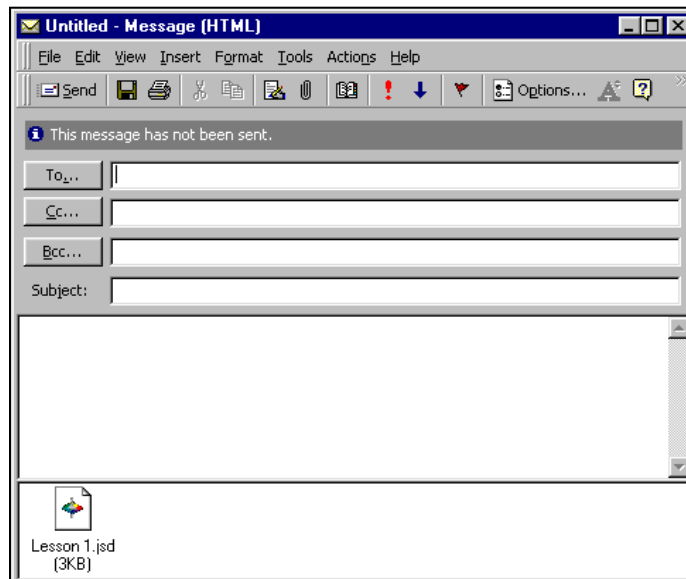 Untitled - Message (HTML)
File Edit View Insert Format Tools Actions Help
Send Options...
This message has not been sent.
To...
Cc...
Bcc...
Subject:
Lesson 1.jsd
(3KB)